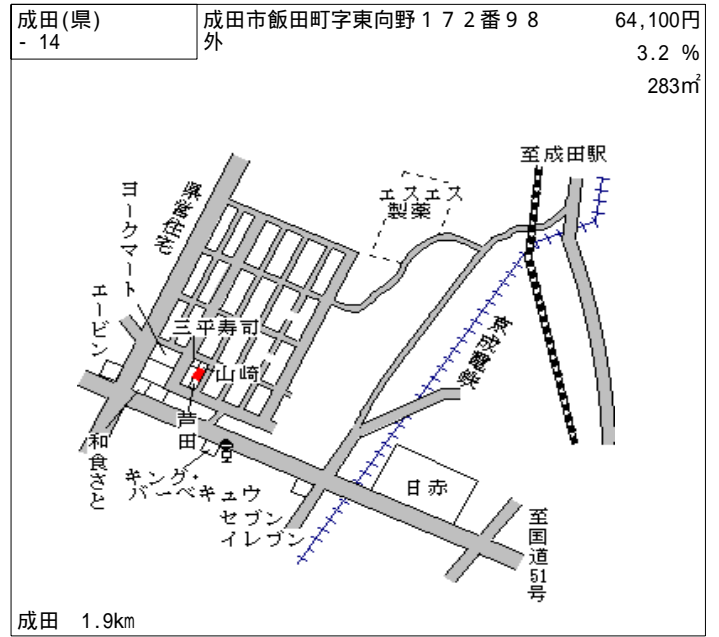 成田(県)
- 14
成田市飯田町字東向野１７２番９８
外
64,100円
3.2 %
283㎡
至成田駅
エスエス
製薬
県営住宅
ヨークマート
エービン
三平寿司
山崎
京成電鉄
芦田
和食さと
キング・
バーベキュウ
セブン
イレブン
日赤
至国道51号
成田 1.9km